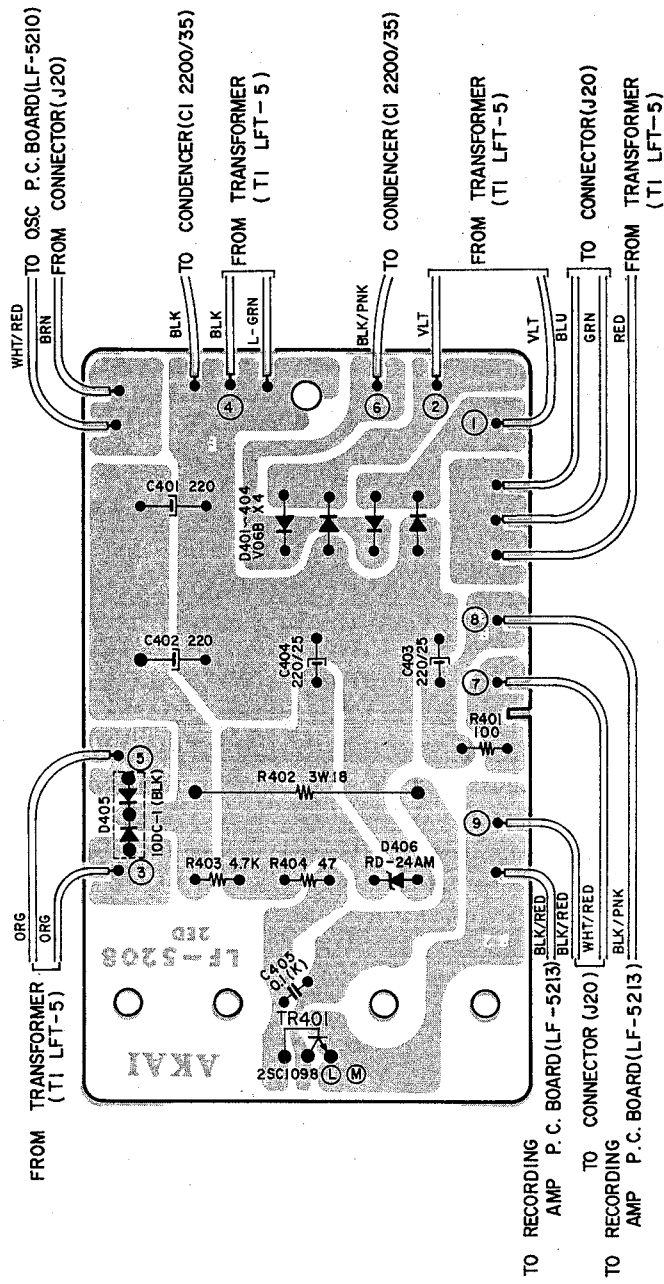 WHT/RED
TO OSC P.C. BOARD(LF-5210)
BRN
FROM CONNECTOR(J20)
BLK
TO CONDENCER(C1 2200/35)
BLK
L-GRN
FROM TRANSFORMER
(T1 LFT-5)
BLK/PNK
TO CONDENCER(C1 2200/35)
VLT
VLT
FROM TRANSFORMER
(T1 LFT-5)
BLU
GRN
TO CONNECTOR(J20)
RED
FROM TRANSFORMER
(T1 LFT-5)
4
6
2
1
C401 220
D401~404
V06B X4
C402 220
C404
220/25
C403
220/25
8
7
R401
100
5
D405
10DC-1 (BLK)
3
R402 3W18
9
R403 4.7K
R404 47
D406
RD-24AM
LF-5208
2ED
C405
0.1(K)
TR401
2SC1098 L M
AKAI
ORG
ORG
FROM TRANSFORMER
(T1 LFT-5)
BLK/RED
BLK/RED
WHT/RED
BLK/PNK
TO RECORDING
AMP P.C. BOARD(LF-5213)
TO CONNECTOR (J20)
TO RECORDING
AMP P.C. BOARD(LF-5213)